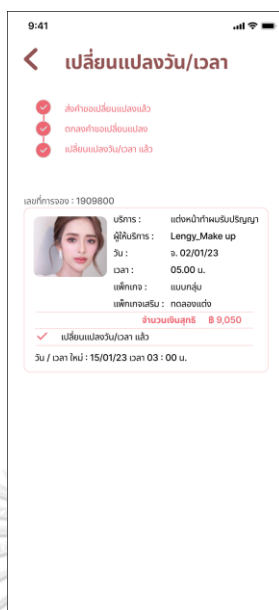 9:41
เปลี่ยนแปลงวัน/เวลา
ส่งคำขอเปลี่ยนแปลงแล้ว
ตกลงคำขอเปลี่ยนแปลง
เปลี่ยนแปลงวัน/เวลา แล้ว
เลขที่การจอง : 1909800
บริการ : แต่งหน้าทำผมรับปริญญา
ผู้ให้บริการ : Lengy_Make up
วัน : จ. 02/01/23
เวลา : 05.00 น.
แพ็กเกจ : แบบกลุ่ม
แพ็กเกจเสริม : ทดลองแต่ง
จำนวนเงินสุทธิ ฿ 9,050
เปลี่ยนแปลงวัน/เวลา แล้ว
วัน / เวลา ใหม่ : 15/01/23 เวลา 03 : 00 น.